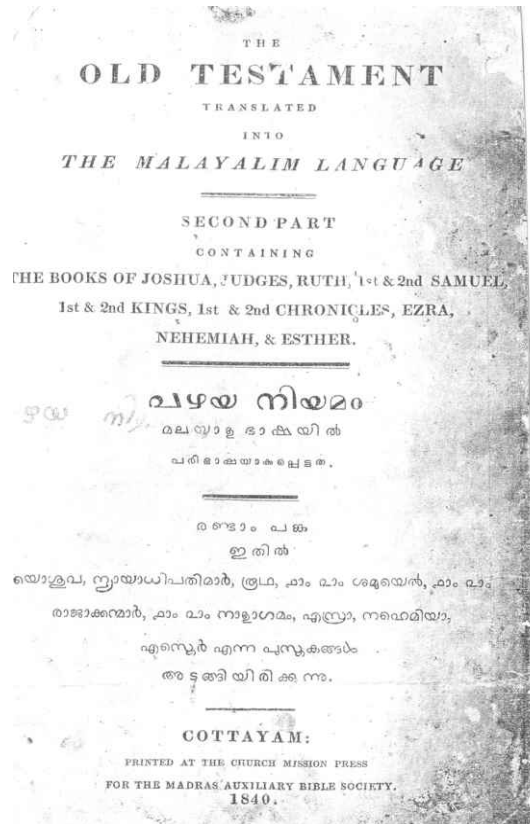 THE
OLD TESTAMENT
TRANSLATED
INTO
THE MALAYALIM LANGUAGE
SECOND PART
CONTAINING
THE BOOKS OF JOSHUA, JUDGES, RUTH, 1st & 2nd SAMUEL,
1st & 2nd KINGS, 1st & 2nd CHRONICLES, EZRA,
NEHEMIAH, & ESTHER.
പഴയ നിയമം
മലയാള ഭാഷയിൽ
പരിഭാഷയാകപ്പെട്ടത.
രണ്ടാം പങ്ക
ഇതിൽ
യൊശുവ, ന്യായാധിപതിമാർ, രൂഥ, ൧ാം ൨ാം ശമുയെൽ, ൧ാം ൨ാം
രാജാക്കന്മാർ, ൧ാം ൨ാം നാളാഗമം, എസ്രാ, നഹെമിയാ,
എസ്തെർ എന്ന പുസ്തകങ്ങൾ
അടങ്ങിയിരിക്കന്നു.
COTTAYAM:
PRINTED AT THE CHURCH MISSION PRESS
FOR THE MADRAS AUXILIARY BIBLE SOCIETY.
1840.